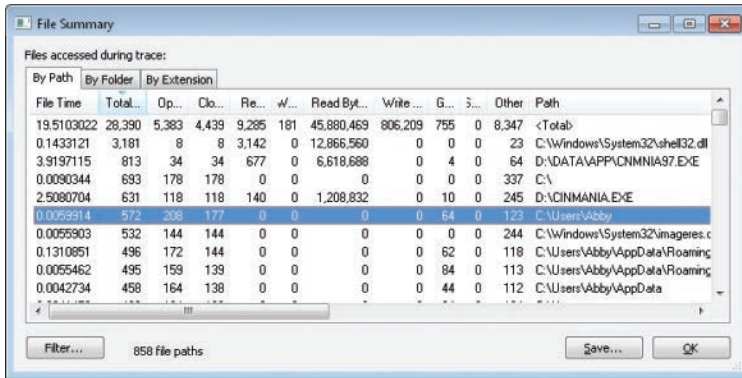 File Summary
Files accessed during trace:
By Path By Folder By Extension
File Time Total... Op... Clo... Re... W... Read Byt... Write ... G... S... Other Path
19.5103022 28,390 5,383 4,439 9,285 181 45,880,469 806,209 755 0 8,347 <Total>
0.1433121 3,181 8 8 3,142 0 12,866,560 0 0 0 23 C:\Windows\System32\shell32.dll
3.9197115 813 34 34 677 0 6,618,688 0 4 0 64 D:\DATA\APP\CNMNIA97.EXE
0.0090344 693 178 178 0 0 0 0 0 0 337 C:\
2.5080704 631 118 118 140 0 1,208,832 0 10 0 245 D:\CINMANIA.EXE
0.0059914 572 208 177 0 0 0 0 64 0 123 C:\Users\Abby
0.0055903 532 144 144 0 0 0 0 0 0 244 C:\Windows\System32\imageres.c
0.1310851 496 172 144 0 0 0 0 62 0 118 C:\Users\Abby\AppData\Roaming
0.0055462 495 159 139 0 0 0 0 84 0 113 C:\Users\Abby\AppData\Roaming
0.0042734 458 164 138 0 0 0 0 44 0 112 C:\Users\Abby\AppData
Filter... 858 file paths Save... OK